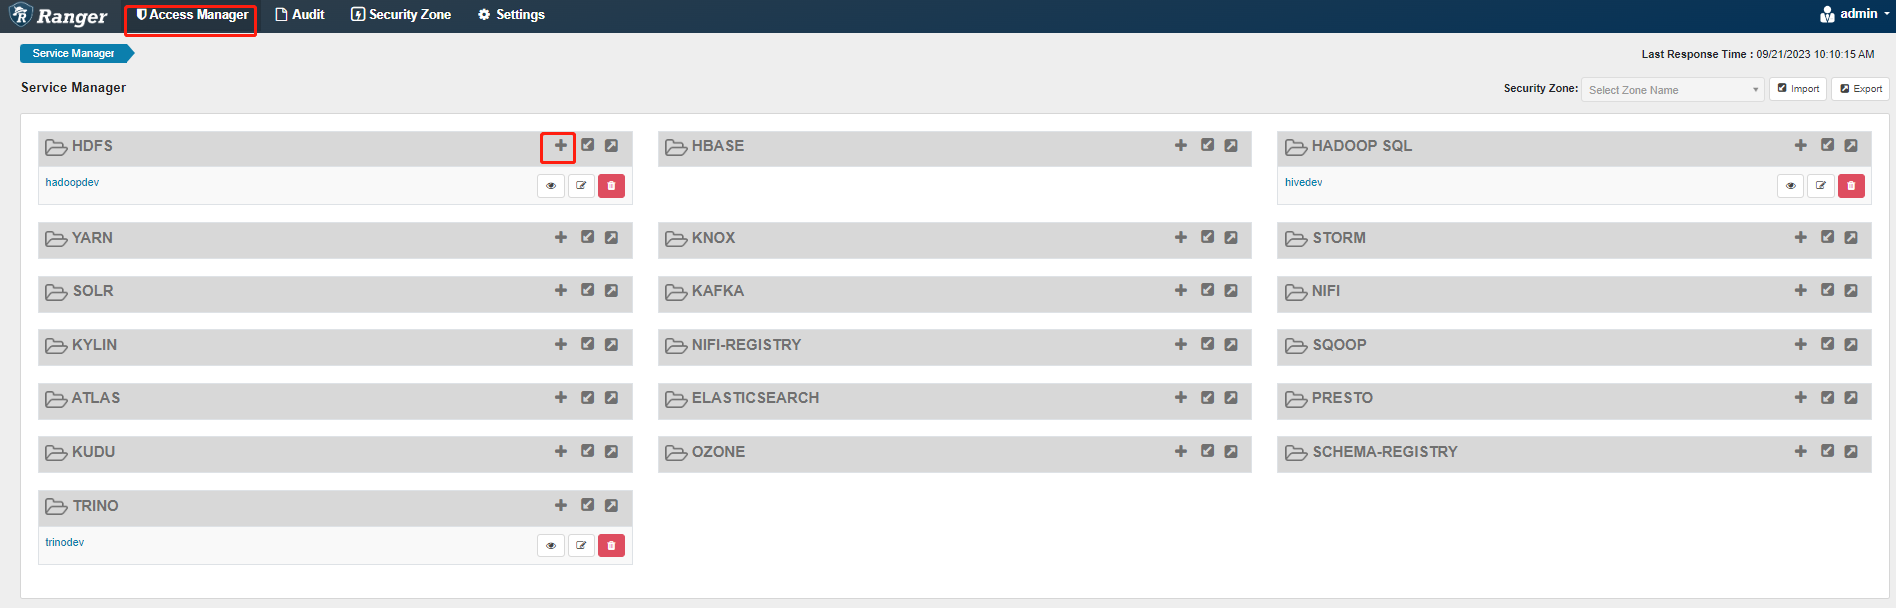 Ranger Access Manager Audit Security Zone Settings admin
Service Manager Last Response Time : 09/21/2023 10:10:15 AM
Service Manager Security Zone: Select Zone Name Import Export
HDFS HBASE HADOOP SQL
hadoopdev hivedev
YARN KNOX STORM
SOLR KAFKA NIFI
KYLIN NIFI-REGISTRY SQOOP
ATLAS ELASTICSEARCH PRESTO
KUDU OZONE SCHEMA-REGISTRY
TRINO
trinodev